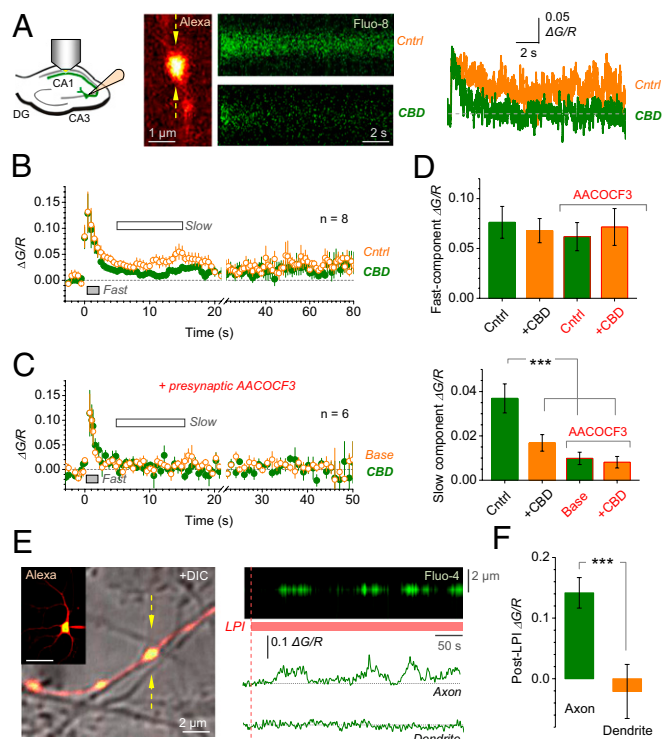 A
CA1
DG
CA3
Alexa
1 µm
Fluo-8
2 s
Cntrl
CBD
0.05
ΔG/R
2 s
Cntrl
CBD
B
ΔG/R
0.15
0.10
0.05
0.00
Slow
Fast
n = 8
Cntrl
CBD
0 10 20 40 60 80
Time (s)
C
+ presynaptic AACOCF3
ΔG/R
0.15
0.10
0.05
0.00
Slow
Fast
n = 6
Base
CBD
0 10 20 30 40 50
Time (s)
D
AACOCF3
Fast-component ΔG/R
0.10
0.05
0.00
Cntrl
+CBD
Cntrl
+CBD
***
AACOCF3
Slow component ΔG/R
0.04
0.02
0.00
Cntrl
+CBD
Base
+CBD
E
Alexa
+DIC
2 µm
Fluo-4
2 µm
LPI
0.1 ΔG/R
50 s
Axon
Dendrite
F
***
Post-LPI ΔG/R
0.2
0.1
0.0
Axon
Dendrite